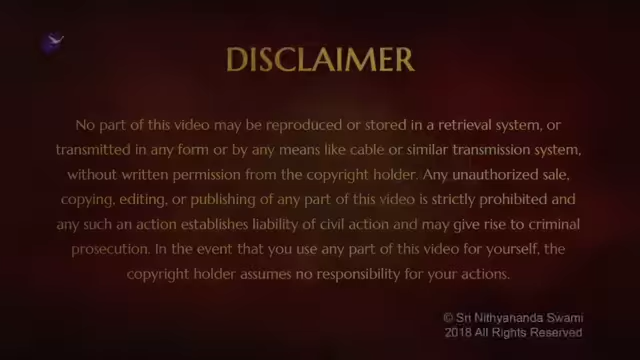 DISCLAIMER
No part of this video may be reproduced or stored in a retrieval system, or
transmitted in any form or by any means like cable or similar transmission system,
without written permission from the copyright holder. Any unauthorized sale,
copying, editing, or publishing of any part of this video is strictly prohibited and
any such an action establishes liability of civil action and may give rise to criminal
prosecution. In the event that you use any part of this video for yourself, the
copyright holder assumes no responsibility for your actions.
© Sri Nithyananda Swami
2018 All Rights Reserved